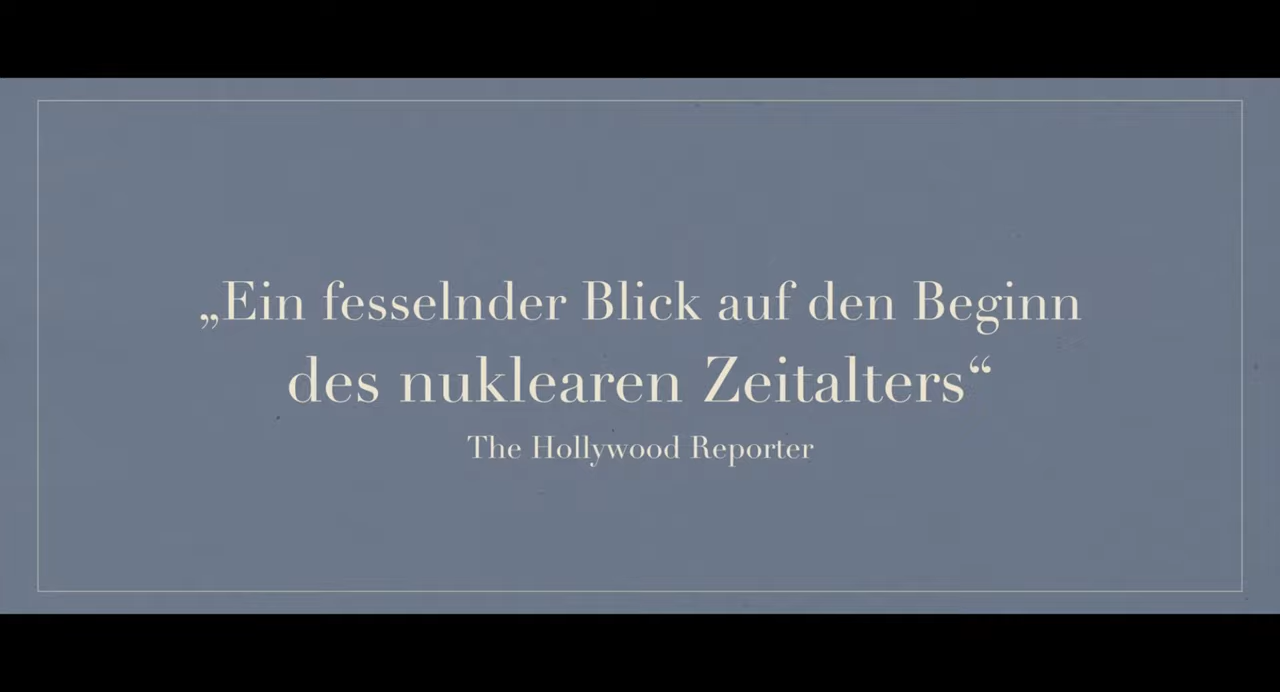 „Ein fesselnder Blick auf den Beginn
des nuklearen Zeitalters“
The Hollywood Reporter